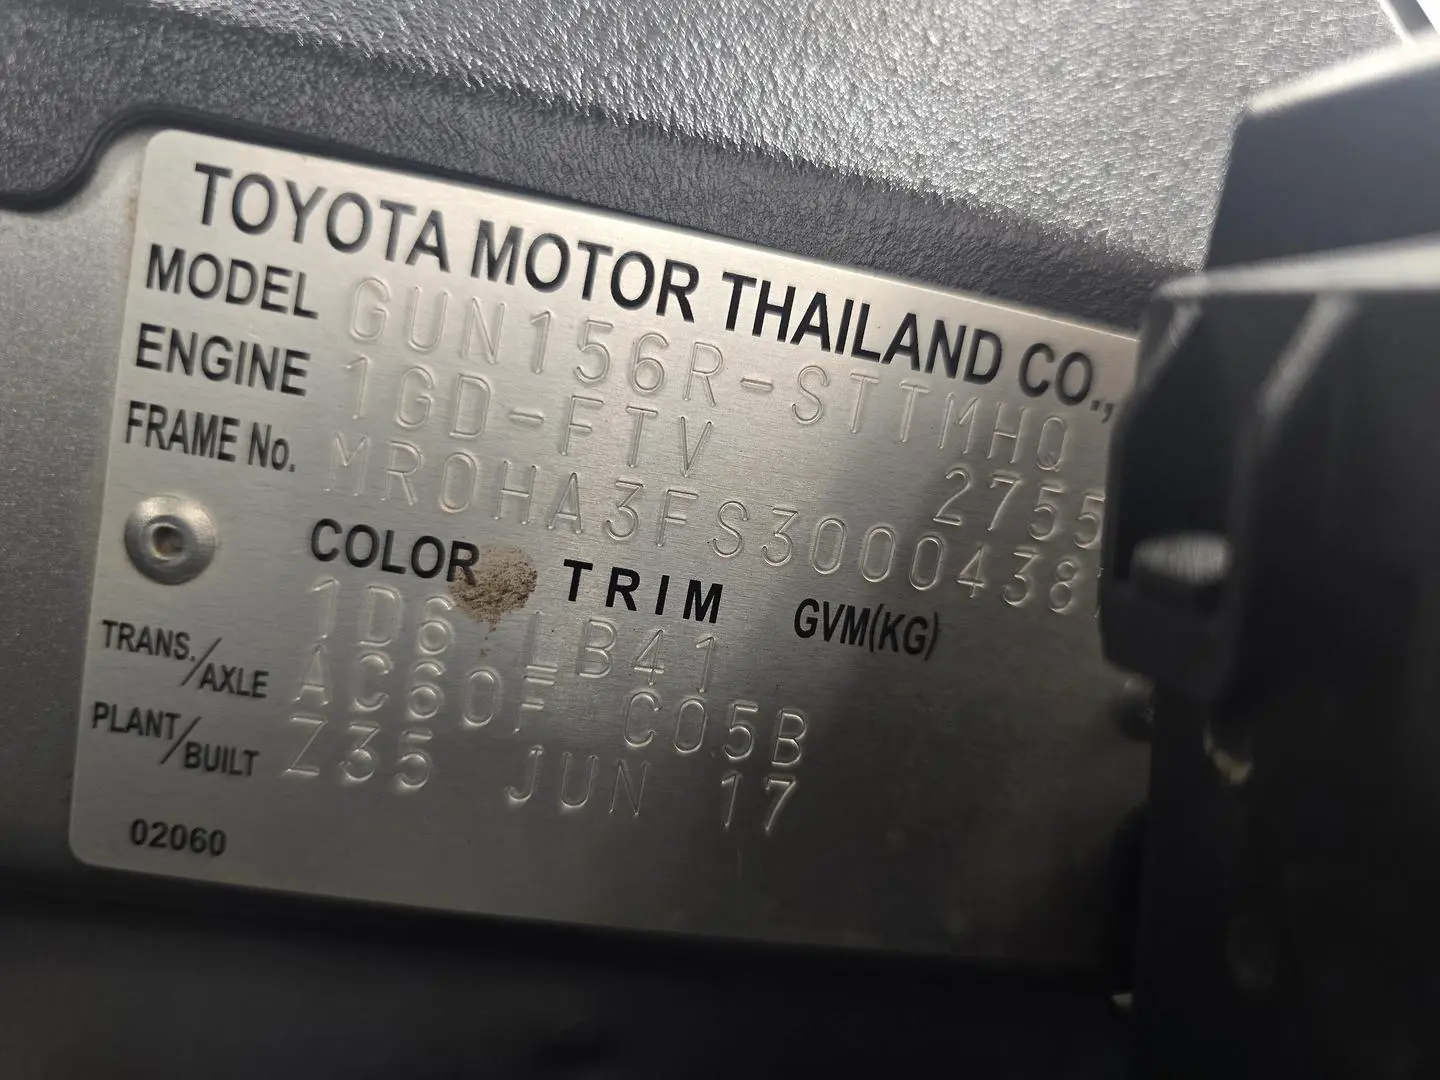 TOYOTA MOTOR THAILAND CO.,
MODEL GUN156R-STTMHQ
ENGINE 1GD-FTV 2755
FRAME No. MR0HA3FS3000438
COLOR TRIM GVM(KG)
1D6 LB41
TRANS./AXLE AC60F C05B
PLANT/BUILT Z35 JUN 17
02060